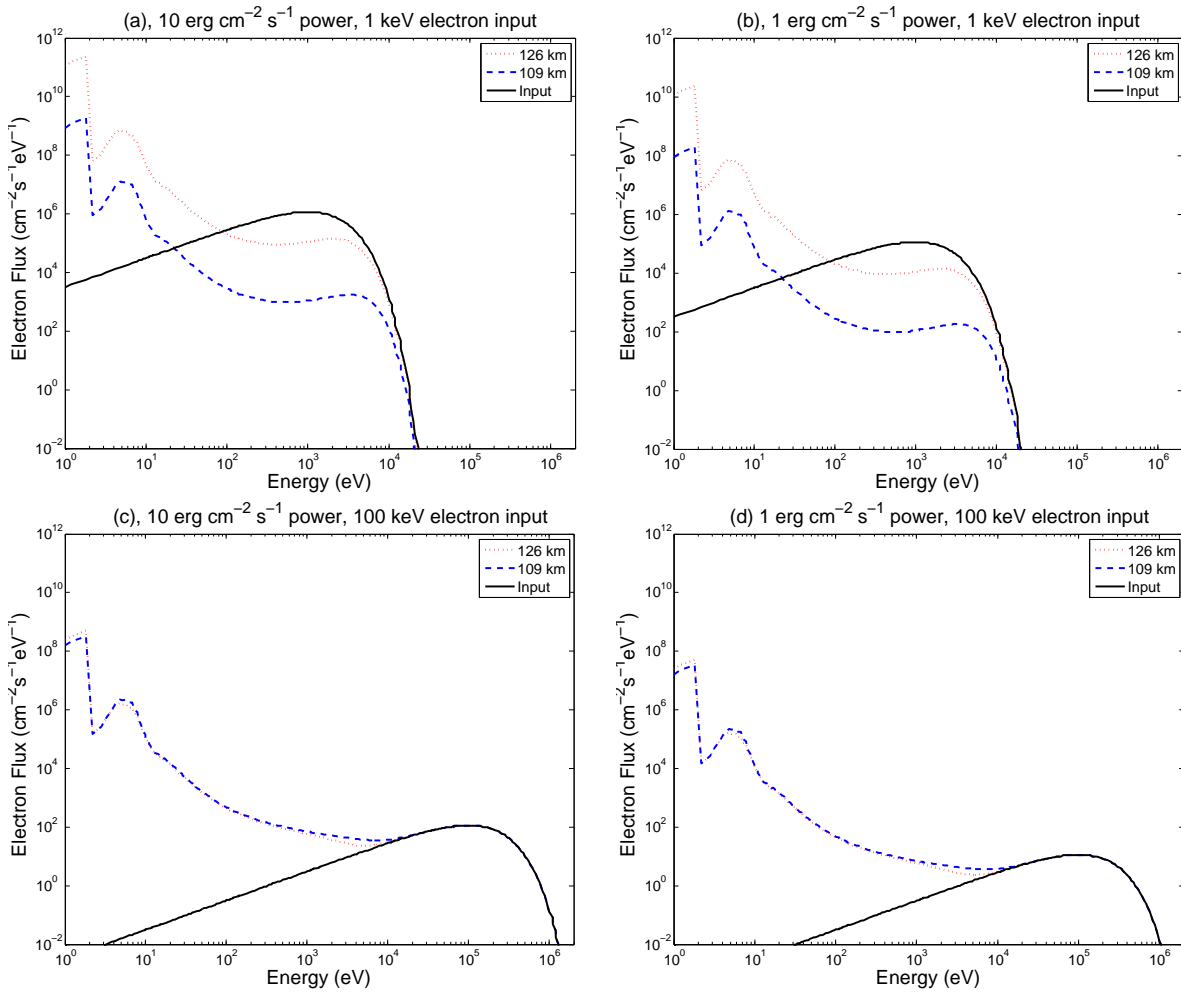 (a), 10 erg cm⁻² s⁻¹ power, 1 keV electron input
Electron Flux (cm⁻²s⁻¹eV⁻¹)
10¹²
10¹⁰
10⁸
10⁶
10⁴
10²
10⁰
10⁻²
126 km
109 km
Input
10⁰ 10¹ 10² 10³ 10⁴ 10⁵ 10⁶
Energy (eV)
(b), 1 erg cm⁻² s⁻¹ power, 1 keV electron input
Electron Flux (cm⁻²s⁻¹eV⁻¹)
10¹²
10¹⁰
10⁸
10⁶
10⁴
10²
10⁰
10⁻²
126 km
109 km
Input
10⁰ 10¹ 10² 10³ 10⁴ 10⁵ 10⁶
Energy (eV)
(c), 10 erg cm⁻² s⁻¹ power, 100 keV electron input
Electron Flux (cm⁻²s⁻¹eV⁻¹)
10¹²
10¹⁰
10⁸
10⁶
10⁴
10²
10⁰
10⁻²
126 km
109 km
Input
10⁰ 10¹ 10² 10³ 10⁴ 10⁵ 10⁶
Energy (eV)
(d) 1 erg cm⁻² s⁻¹ power, 100 keV electron input
Electron Flux (cm⁻²s⁻¹eV⁻¹)
10¹²
10¹⁰
10⁸
10⁶
10⁴
10²
10⁰
10⁻²
126 km
109 km
Input
10⁰ 10¹ 10² 10³ 10⁴ 10⁵ 10⁶
Energy (eV)